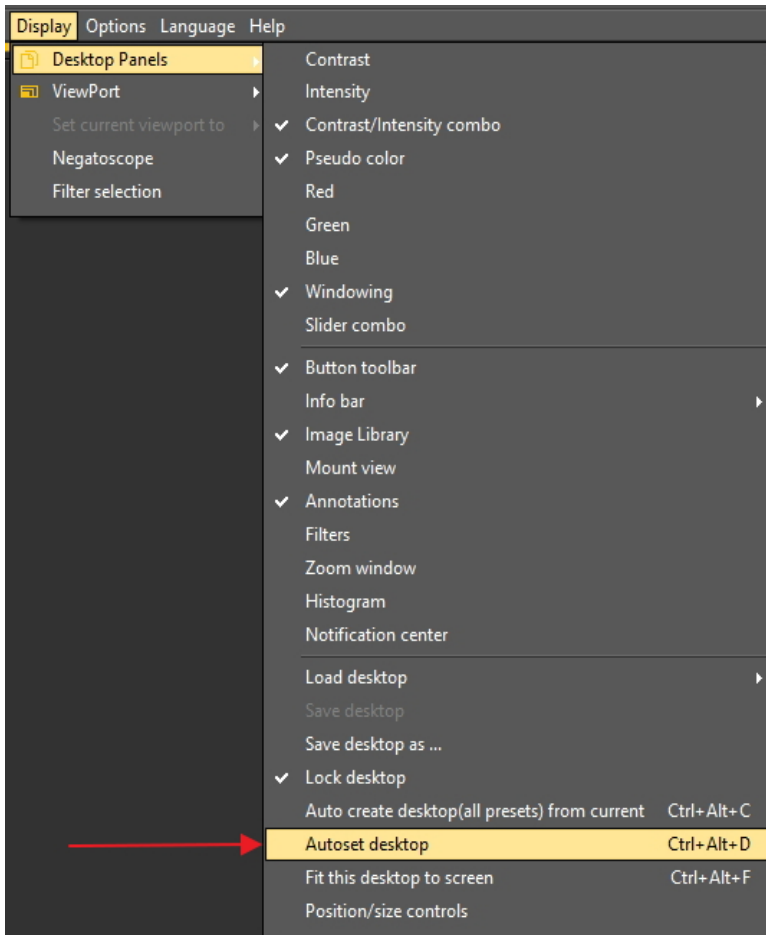 Display Options Language Help
Desktop Panels
ViewPort
Set current viewport to
Negatoscope
Filter selection
Contrast
Intensity
Contrast/Intensity combo
Pseudo color
Red
Green
Blue
Windowing
Slider combo
Button toolbar
Info bar
Image Library
Mount view
Annotations
Filters
Zoom window
Histogram
Notification center
Load desktop
Save desktop
Save desktop as ...
Lock desktop
Auto create desktop(all presets) from current Ctrl+Alt+C
Autoset desktop Ctrl+Alt+D
Fit this desktop to screen Ctrl+Alt+F
Position/size controls